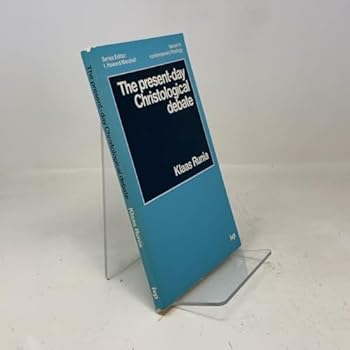 Series Editor:
I. Howard Marshall
Issues in
contemporary theology
The present-day
Christological
debate
Klaas Runia
ivp
The present-day Christological debate
Klaas Runia
ivp